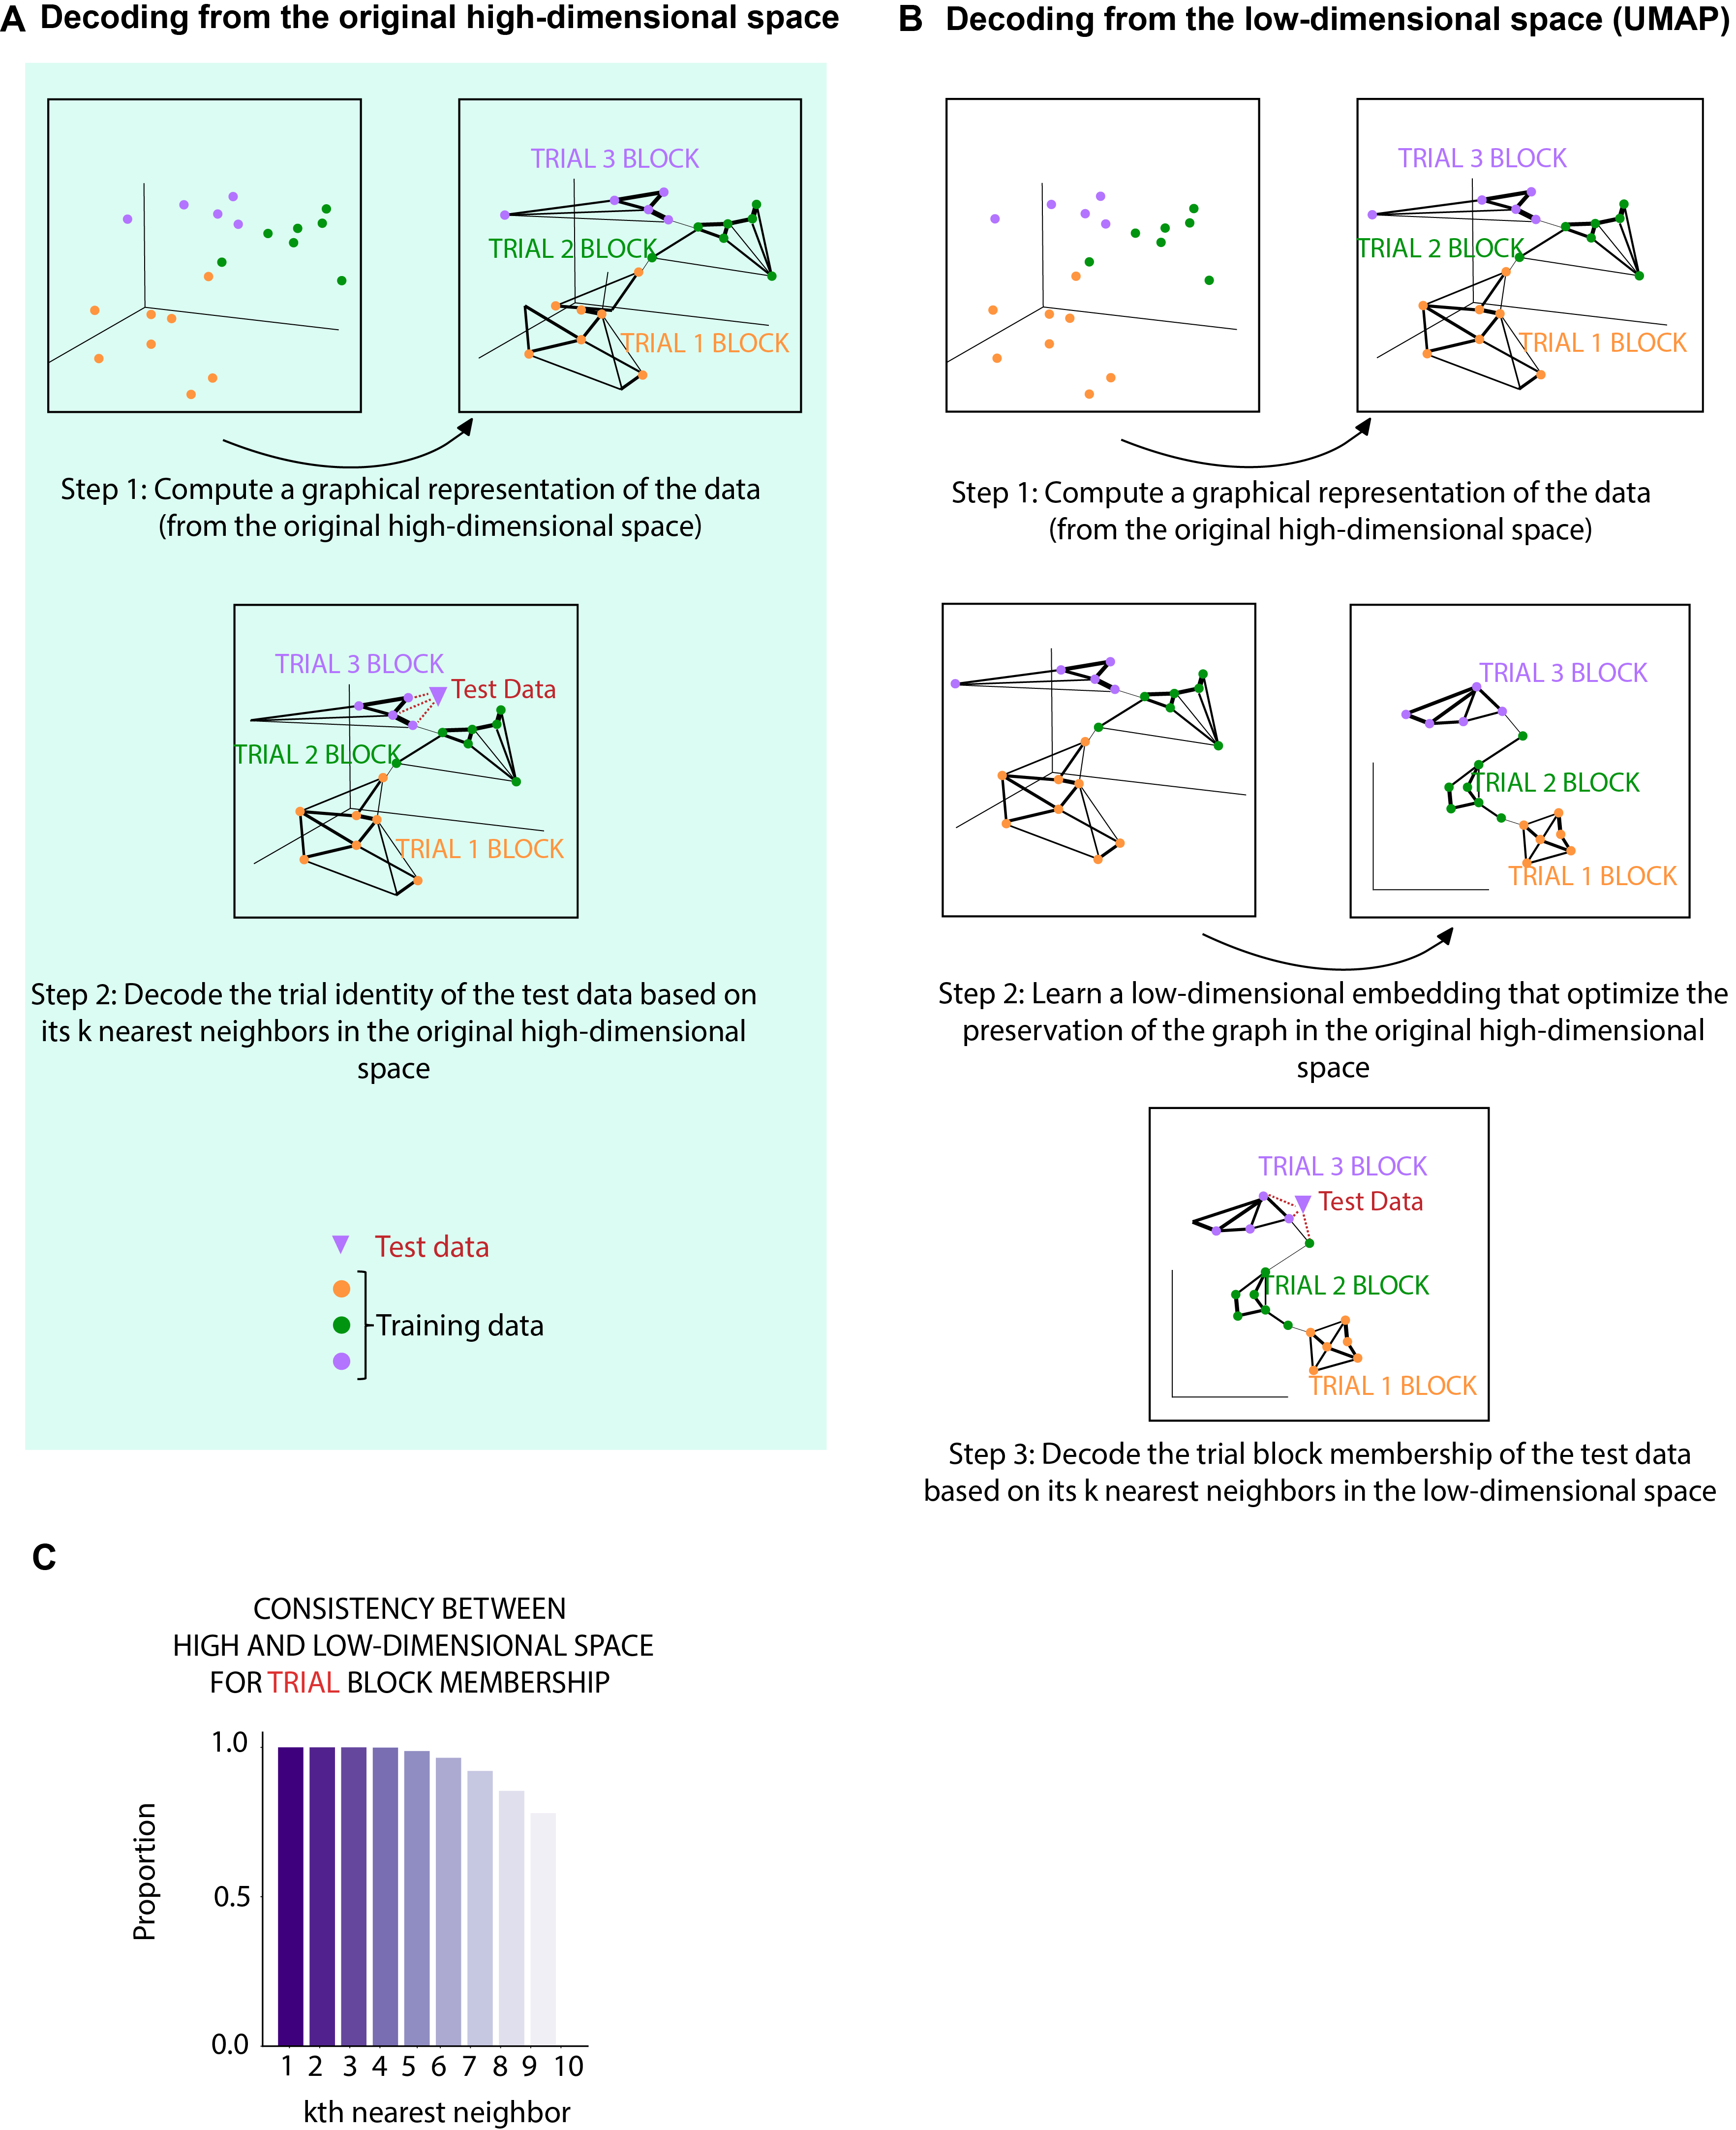 A Decoding from the original high-dimensional space
TRIAL 3 BLOCK
TRIAL 2 BLOCK
TRIAL 1 BLOCK
Step 1: Compute a graphical representation of the data
(from the original high-dimensional space)
TRIAL 3 BLOCK
Test Data
TRIAL 2 BLOCK
TRIAL 1 BLOCK
Step 2: Decode the trial identity of the test data based on
its k nearest neighbors in the original high-dimensional
space
Test data
Training data
B Decoding from the low-dimensional space (UMAP)
TRIAL 3 BLOCK
TRIAL 2 BLOCK
TRIAL 1 BLOCK
Step 1: Compute a graphical representation of the data
(from the original high-dimensional space)
TRIAL 3 BLOCK
TRIAL 2 BLOCK
TRIAL 1 BLOCK
Step 2: Learn a low-dimensional embedding that optimize the
preservation of the graph in the original high-dimensional
space
TRIAL 3 BLOCK
Test Data
TRIAL 2 BLOCK
TRIAL 1 BLOCK
Step 3: Decode the trial block membership of the test data
based on its k nearest neighbors in the low-dimensional space
C
CONSISTENCY BETWEEN
HIGH AND LOW-DIMENSIONAL SPACE
FOR TRIAL BLOCK MEMBERSHIP
Proportion
1.0
0.5
0.0
1 2 3 4 5 6 7 8 9 10
kth nearest neighbor